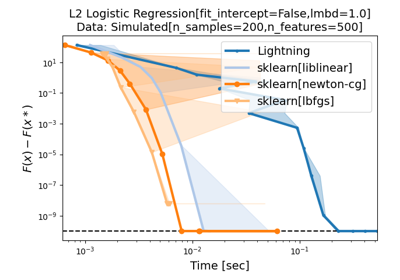 L2 Logistic Regression[fit_intercept=False,lmbd=1.0]
Data: Simulated[n_samples=200,n_features=500]
Lightning
sklearn[liblinear]
sklearn[newton-cg]
sklearn[lbfgs]
10¹
10⁻¹
10⁻³
10⁻⁵
10⁻⁷
10⁻⁹
F(x) − F(x*)
10⁻³
10⁻²
10⁻¹
Time [sec]